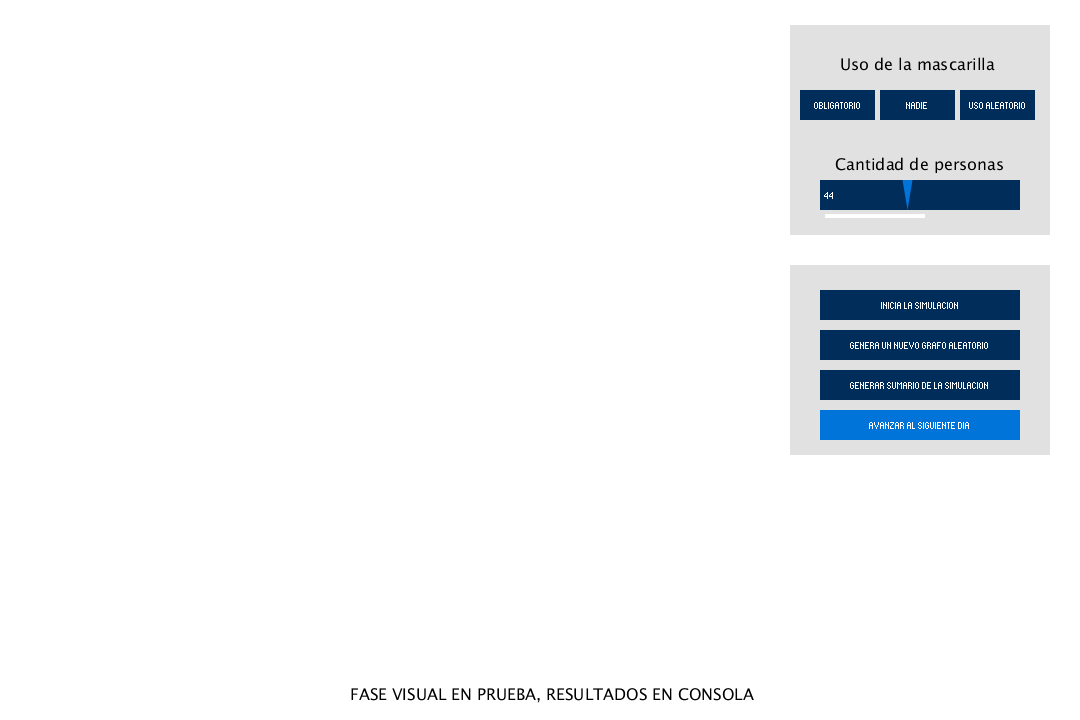 Uso de la mascarilla
OBLIGATORIO NADIE USO ALEATORIO
Cantidad de personas
44
INICIA LA SIMULACION
GENERA UN NUEVO GRAFO ALEATORIO
GENERAR SUMARIO DE LA SIMULACION
AVANZAR AL SIGUIENTE DIA
FASE VISUAL EN PRUEBA, RESULTADOS EN CONSOLA